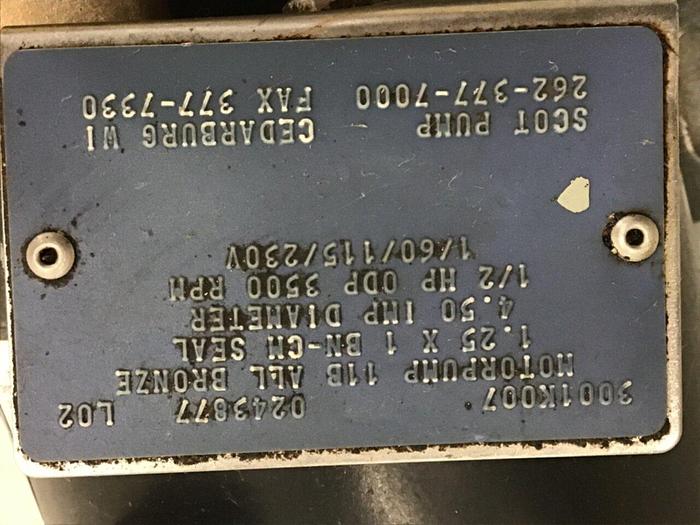 3001K007 0243877 L02
MOTORPUMP 11B ALL BRONZE
1.25 X 1 BN-CM SEAL
4.50 IMP DIAMETER
1/2 HP ODP 3500 RPM
1/60/115/230V
SCOT PUMP CEDARBURG WI
262-377-7000 FAX 377-7330